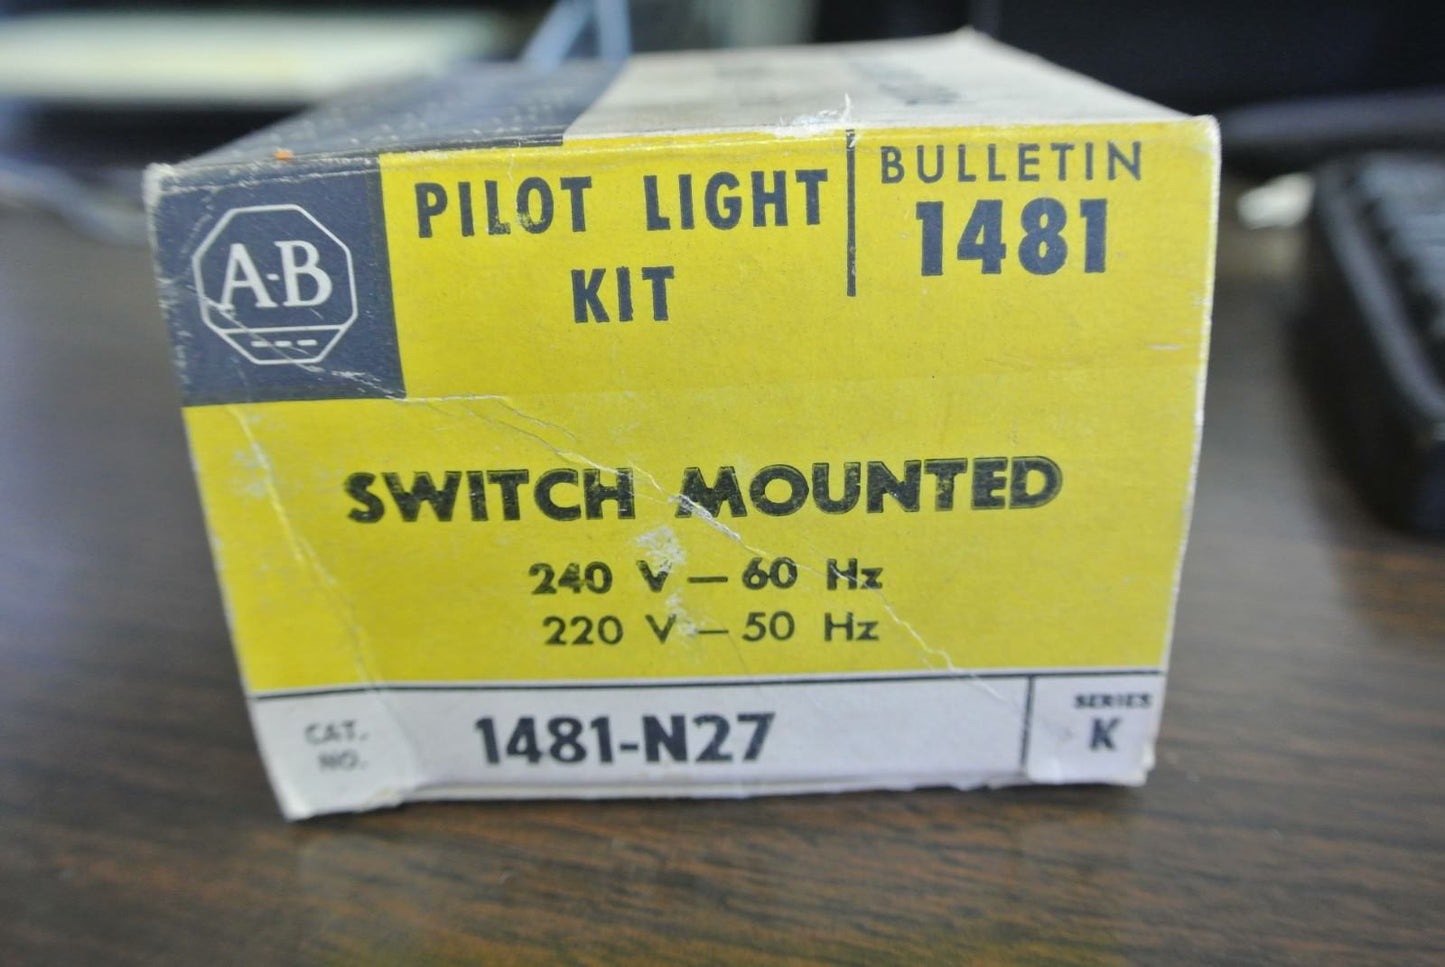 A-B
PILOT LIGHT
KIT
BULLETIN
1481
SWITCH MOUNTED
240 V — 60 Hz
220 V — 50 Hz
CAT.
NO.
1481-N27
SERIES
K